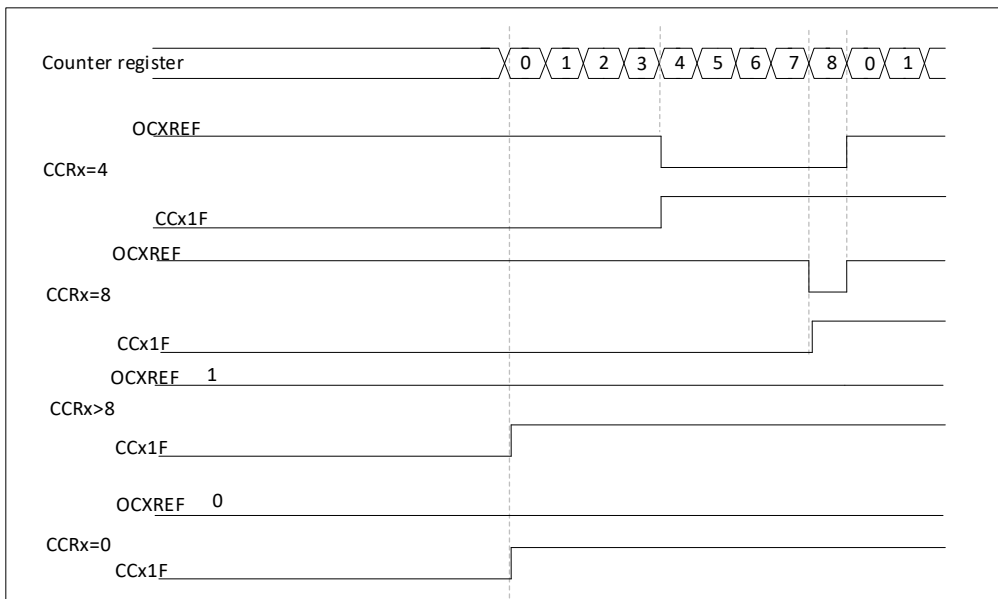 Counter register 0 1 2 3 4 5 6 7 8 0 1
OCXREF
CCRx=4
CCx1F
OCXREF
CCRx=8
CCx1F
OCXREF 1
CCRx>8
CCx1F
OCXREF 0
CCRx=0
CCx1F